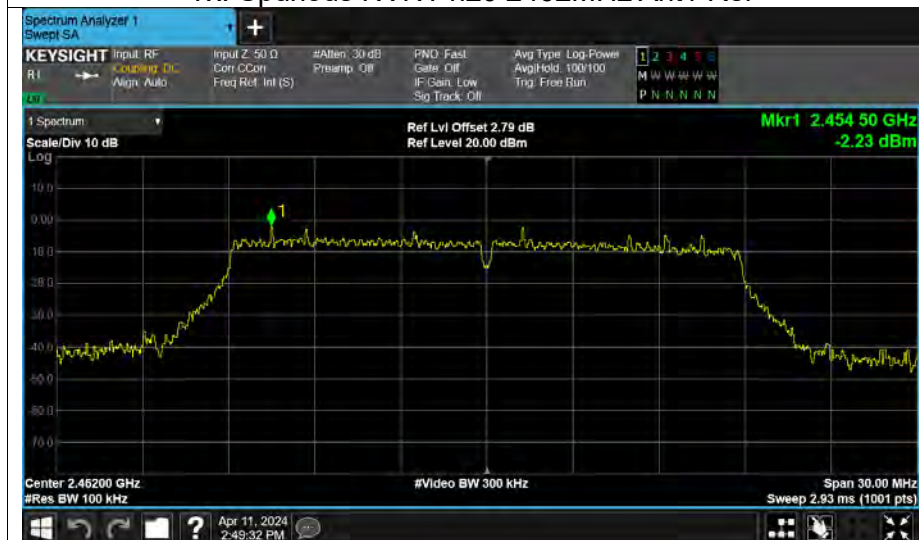 Spectrum Analyzer 1
Swept SA
+
KEYSIGHT Input: RF Input Z: 50 Ω #Atten: 30 dB PNO: Fast Avg Type: Log-Power 1 2 3 4 5 6
Coupling: DC Corr CCorr Preamp: Off Gate: Off Avg|Hold: 100/100 M W W W W W
Align: Auto Freq Ref: Int (S) IF Gain: Low Trig: Free Run
Sig Track: Off P N N N N N
1 Spectrum Ref Lvl Offset 2.79 dB Mkr1 2.454 50 GHz
Scale/Div 10 dB Ref Level 20.00 dBm -2.23 dBm
Log
10.0
0.00
1
-10.0
-20.0
-30.0
-40.0
-50.0
-60.0
-70.0
Center 2.46200 GHz #Video BW 300 kHz Span 30.00 MHz
#Res BW 100 kHz Sweep 2.93 ms (1001 pts)
? Apr 11, 2024
2:49:32 PM